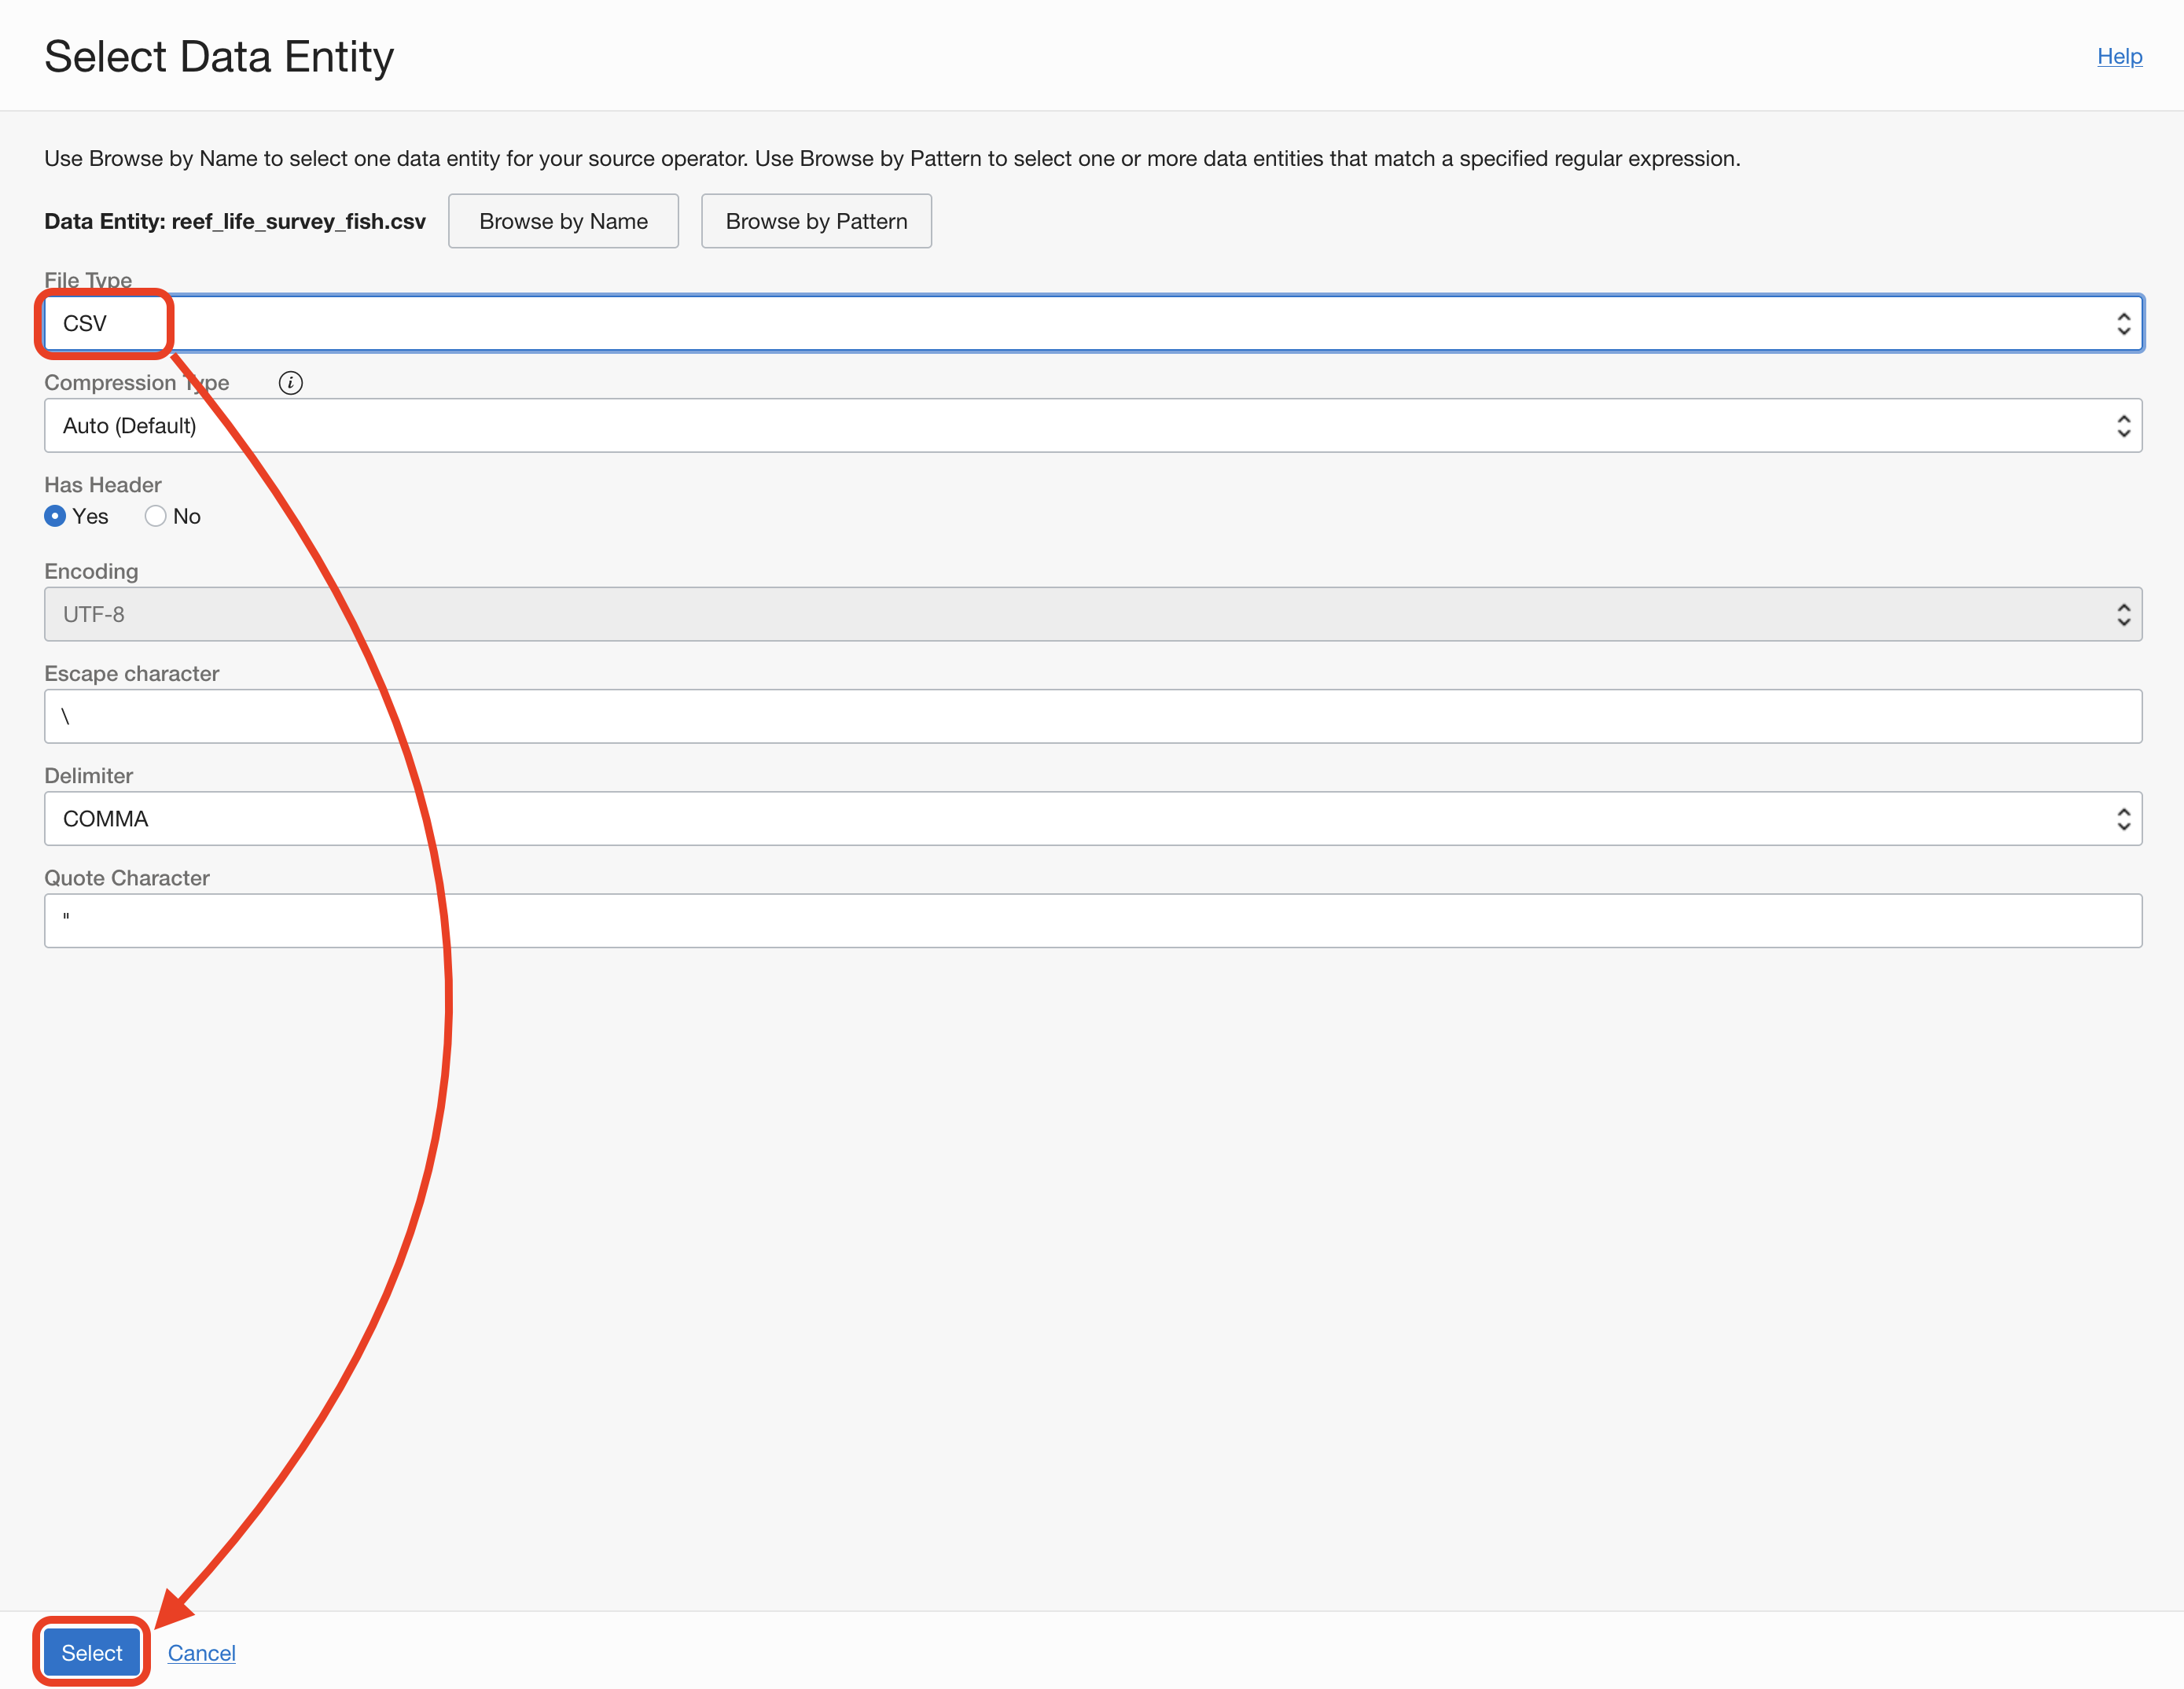 Select Data Entity
Help
Use Browse by Name to select one data entity for your source operator. Use Browse by Pattern to select one or more data entities that match a specified regular expression.
Data Entity: reef_life_survey_fish.csv Browse by Name Browse by Pattern
File Type
CSV
Compression Type i
Auto (Default)
Has Header
Yes No
Encoding
UTF-8
Escape character
\
Delimiter
COMMA
Quote Character
"
Select Cancel